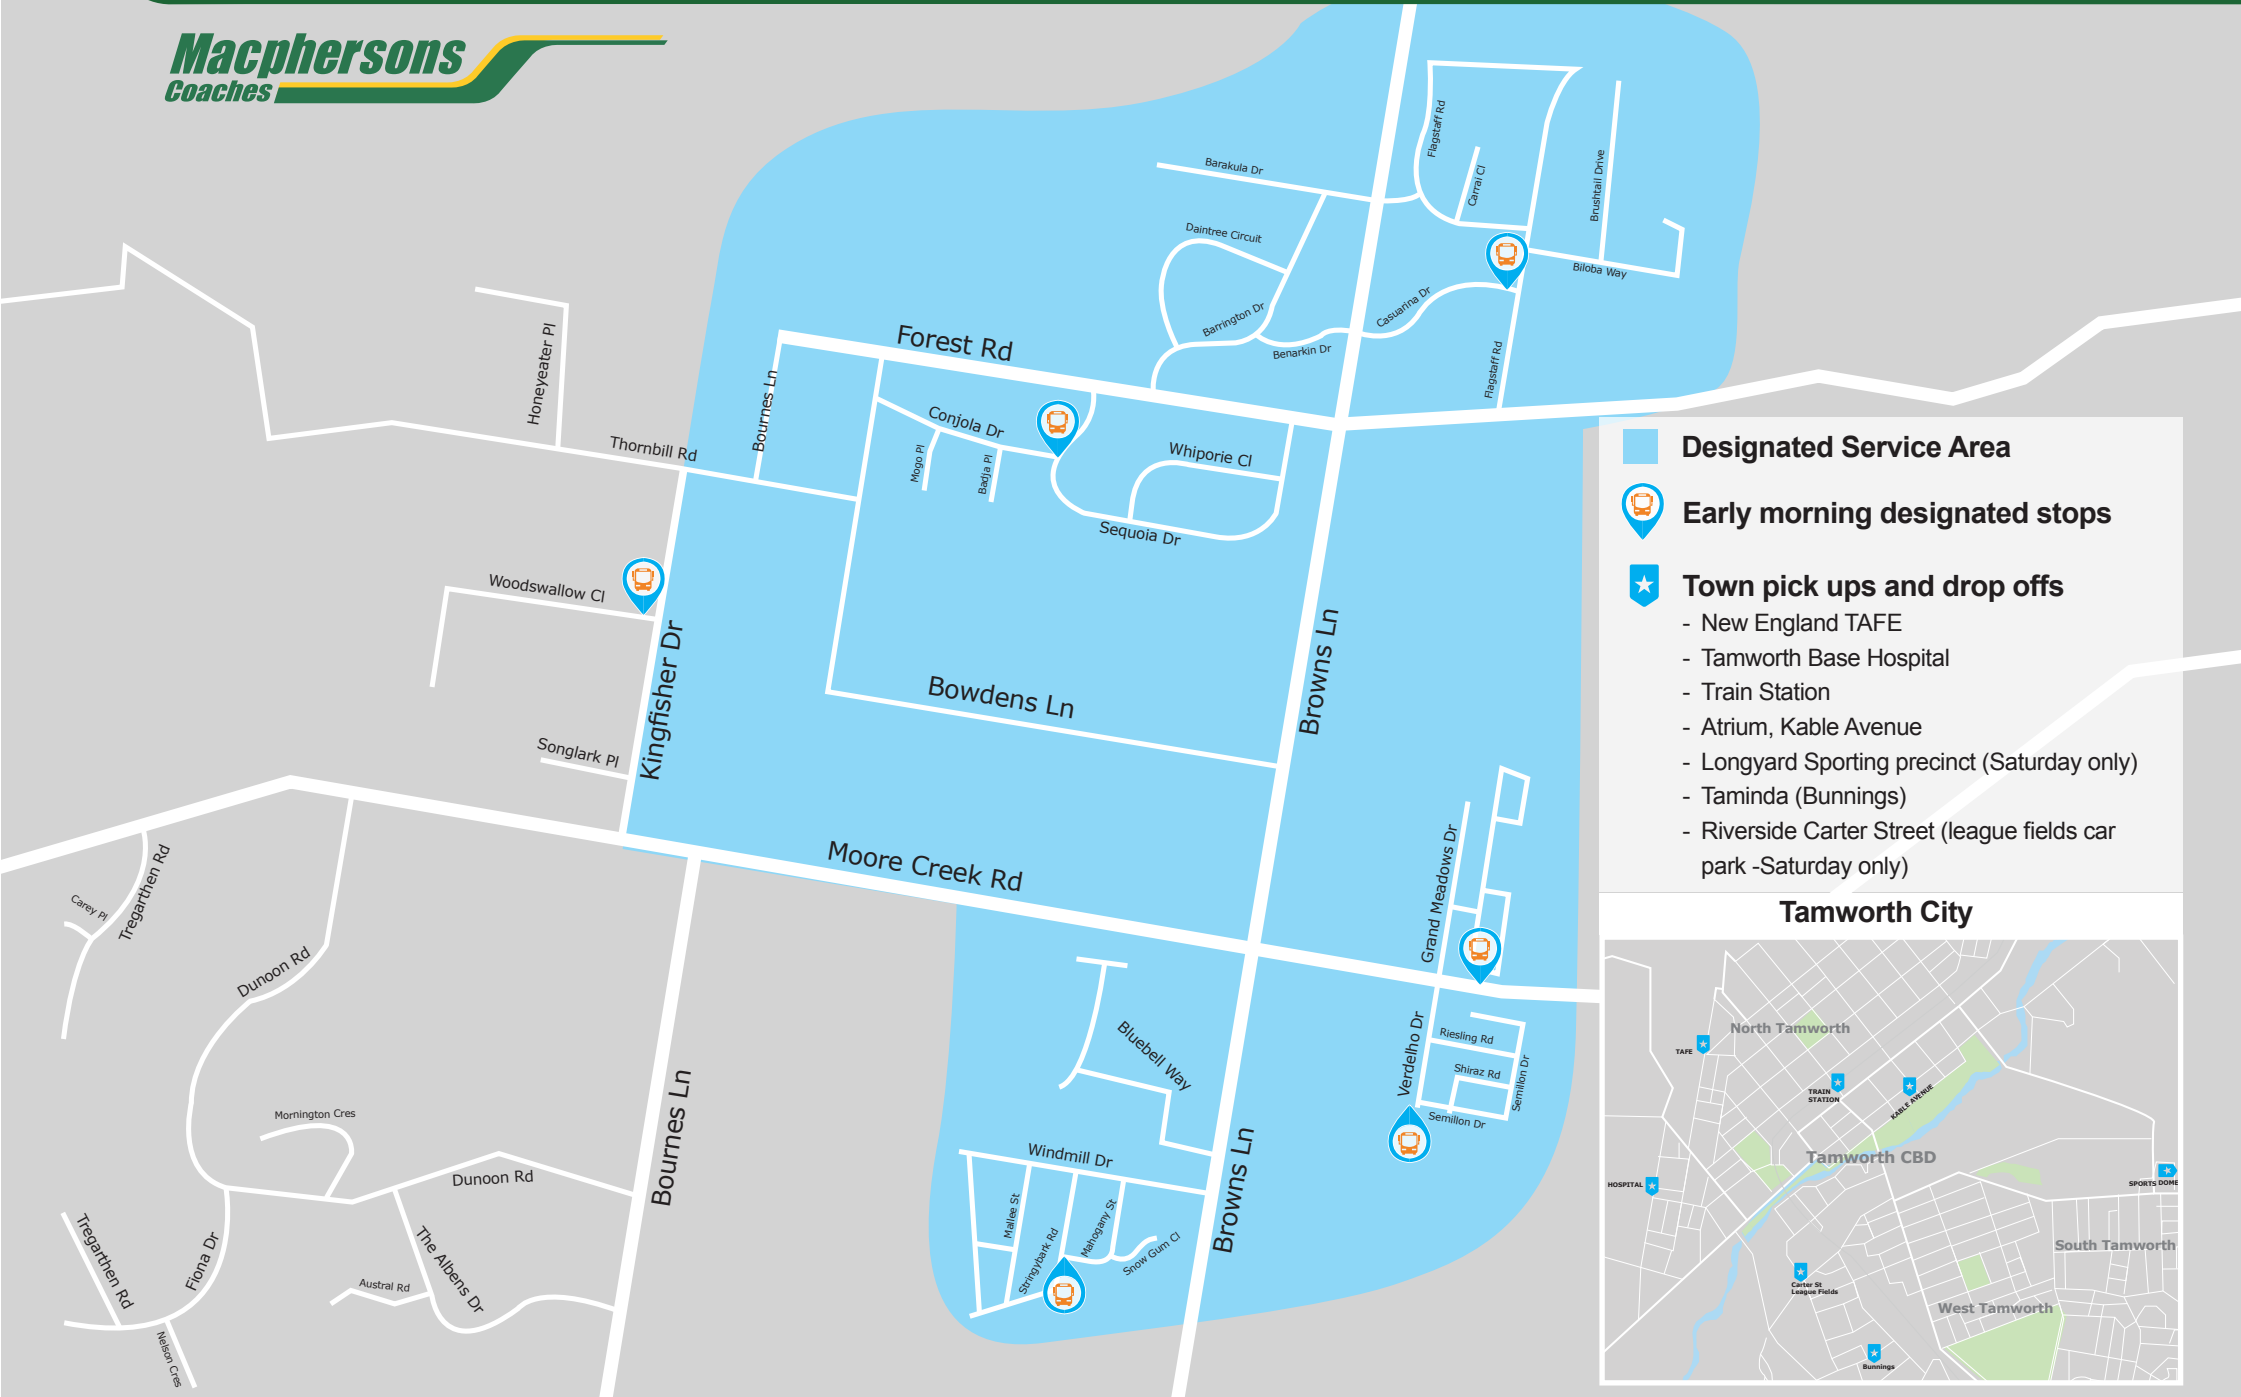 Macphersons
Coaches
Flagstaff Rd
Barakula Dr
Carrai Cl
Brushtail Drive
Daintree Circuit
Biloba Way
Casuarina Dr
Barrington Dr
Benarkin Dr
Flagstaff Rd
Forest Rd
Honeyeater Pl
Bournes Ln
Conjola Dr
Thornbill Rd
Mogo Pl
Badja Pl
Whiporie Cl
Sequoia Dr
Woodswallow Cl
Kingfisher Dr
Browns Ln
Bowdens Ln
Songlark Pl
Moore Creek Rd
Grand Meadows Dr
Tregarthen Rd
Carey Pl
Dunoon Rd
Bluebell Way
Verdelho Dr
Riesling Rd
Shiraz Rd
Semillon Dr
Semillon Dr
Mornington Cres
Bournes Ln
Windmill Dr
Browns Ln
Dunoon Rd
Mallee St
Stringybark Rd
Mahogany St
Snow Gum Cl
Tregarthen Rd
Fiona Dr
The Albens Dr
Austral Rd
Nelson Cres
Designated Service Area
Early morning designated stops
Town pick ups and drop offs
- New England TAFE
- Tamworth Base Hospital
- Train Station
- Atrium, Kable Avenue
- Longyard Sporting precinct (Saturday only)
- Taminda (Bunnings)
- Riverside Carter Street (league fields car
park -Saturday only)
Tamworth City
North Tamworth
TAFE
TRAIN
STATION
KABLE AVENUE
Tamworth CBD
HOSPITAL
SPORTS DOME
South Tamworth
Carter St
League Fields
West Tamworth
Bunnings